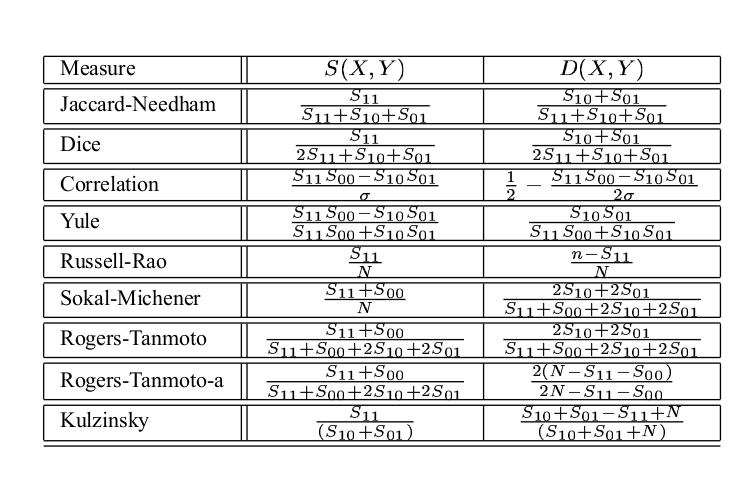 Measure S(X, Y) D(X, Y)
Jaccard-Needham \frac{S_{11}}{S_{11}+S_{10}+S_{01}} \frac{S_{10}+S_{01}}{S_{11}+S_{10}+S_{01}}
Dice \frac{S_{11}}{2S_{11}+S_{10}+S_{01}} \frac{S_{10}+S_{01}}{2S_{11}+S_{10}+S_{01}}
Correlation \frac{S_{11}S_{00}-S_{10}S_{01}}{\sigma} \frac{1}{2} - \frac{S_{11}S_{00}-S_{10}S_{01}}{2\sigma}
Yule \frac{S_{11}S_{00}-S_{10}S_{01}}{S_{11}S_{00}+S_{10}S_{01}} \frac{S_{10}S_{01}}{S_{11}S_{00}+S_{10}S_{01}}
Russell-Rao \frac{S_{11}}{N} \frac{n-S_{11}}{N}
Sokal-Michener \frac{S_{11}+S_{00}}{N} \frac{2S_{10}+2S_{01}}{S_{11}+S_{00}+2S_{10}+2S_{01}}
Rogers-Tanmoto \frac{S_{11}+S_{00}}{S_{11}+S_{00}+2S_{10}+2S_{01}} \frac{2S_{10}+2S_{01}}{S_{11}+S_{00}+2S_{10}+2S_{01}}
Rogers-Tanmoto-a \frac{S_{11}+S_{00}}{S_{11}+S_{00}+2S_{10}+2S_{01}} \frac{2(N-S_{11}-S_{00})}{2N-S_{11}-S_{00}}
Kulzinsky \frac{S_{11}}{(S_{10}+S_{01})} \frac{S_{10}+S_{01}-S_{11}+N}{(S_{10}+S_{01}+N)}